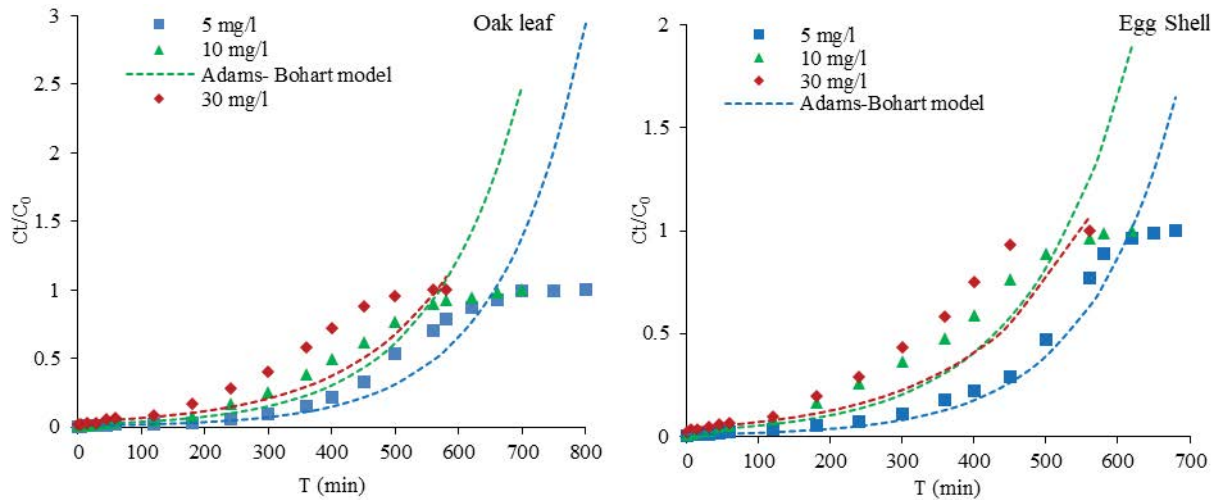 Oak leaf
5 mg/l
10 mg/l
Adams- Bohart model
30 mg/l
Ct/C0
3
2.5
2
1.5
1
0.5
0
0 100 200 300 400 500 600 700 800
T (min)
Egg Shell
5 mg/l
10 mg/l
30 mg/l
Adams-Bohart model
Ct/C0
2
1.5
1
0.5
0
0 100 200 300 400 500 600 700
T (min)